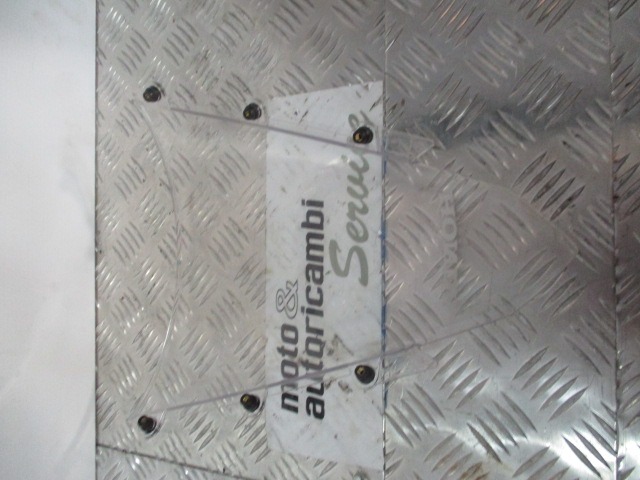 moto &
autoricambi
Service